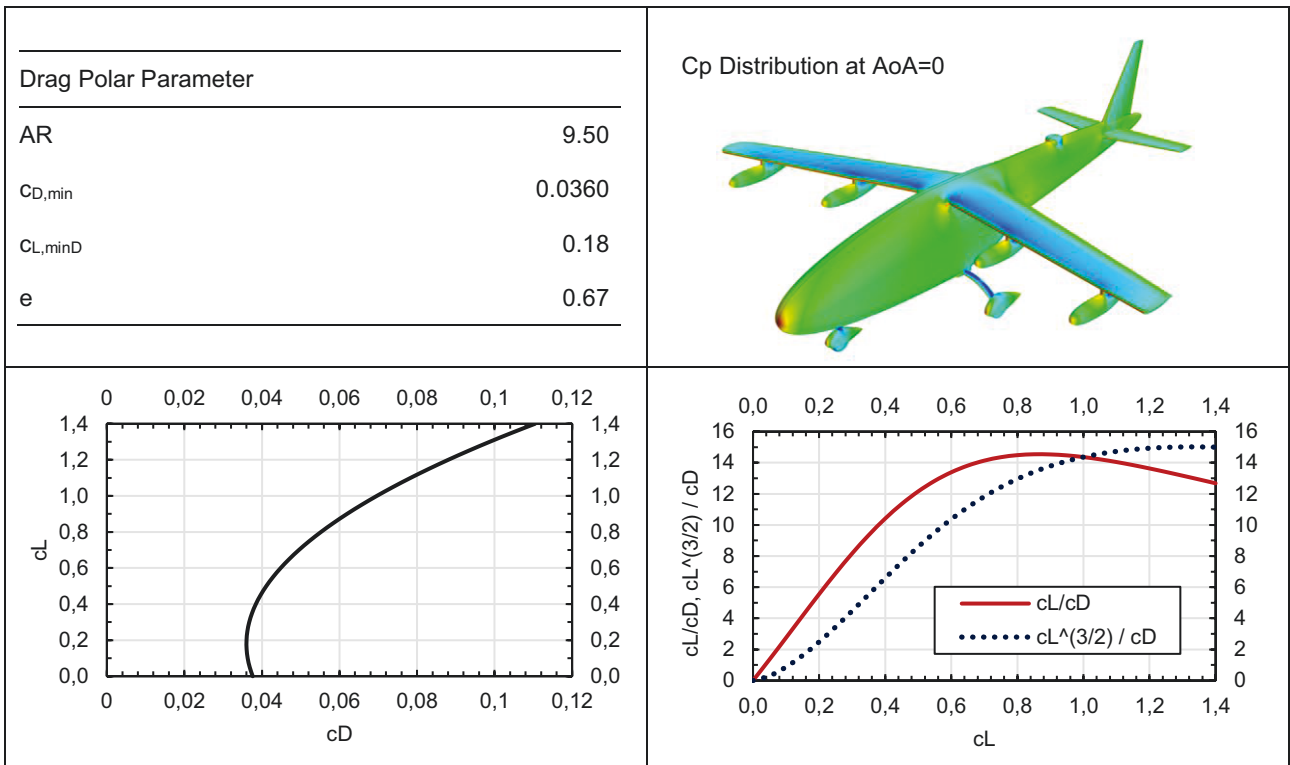 Drag Polar Parameter
AR 9.50
cD,min 0.0360
cL,minD 0.18
e 0.67
Cp Distribution at AoA=0
0 0,02 0,04 0,06 0,08 0,1 0,12
1,4 1,4
1,2 1,2
1,0 1,0
0,8 0,8
0,6 0,6
0,4 0,4
0,2 0,2
0,0 0,0
cL
0 0,02 0,04 0,06 0,08 0,1 0,12
cD
0,0 0,2 0,4 0,6 0,8 1,0 1,2 1,4
16 16
14 14
12 12
10 10
8 8
6 6
4 4
2 2
0 0
cL/cD, cL^(3/2) / cD
cL/cD
cL^(3/2) / cD
0,0 0,2 0,4 0,6 0,8 1,0 1,2 1,4
cL